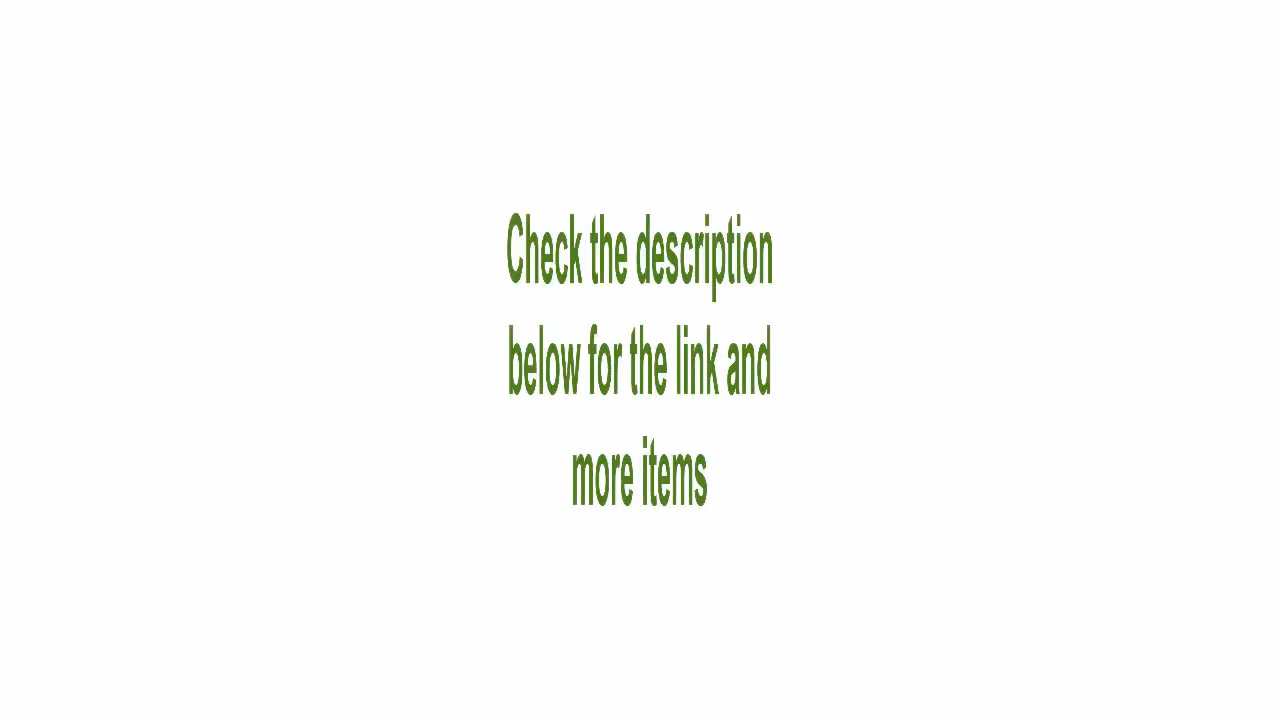 Check the description
below for the link and
more items